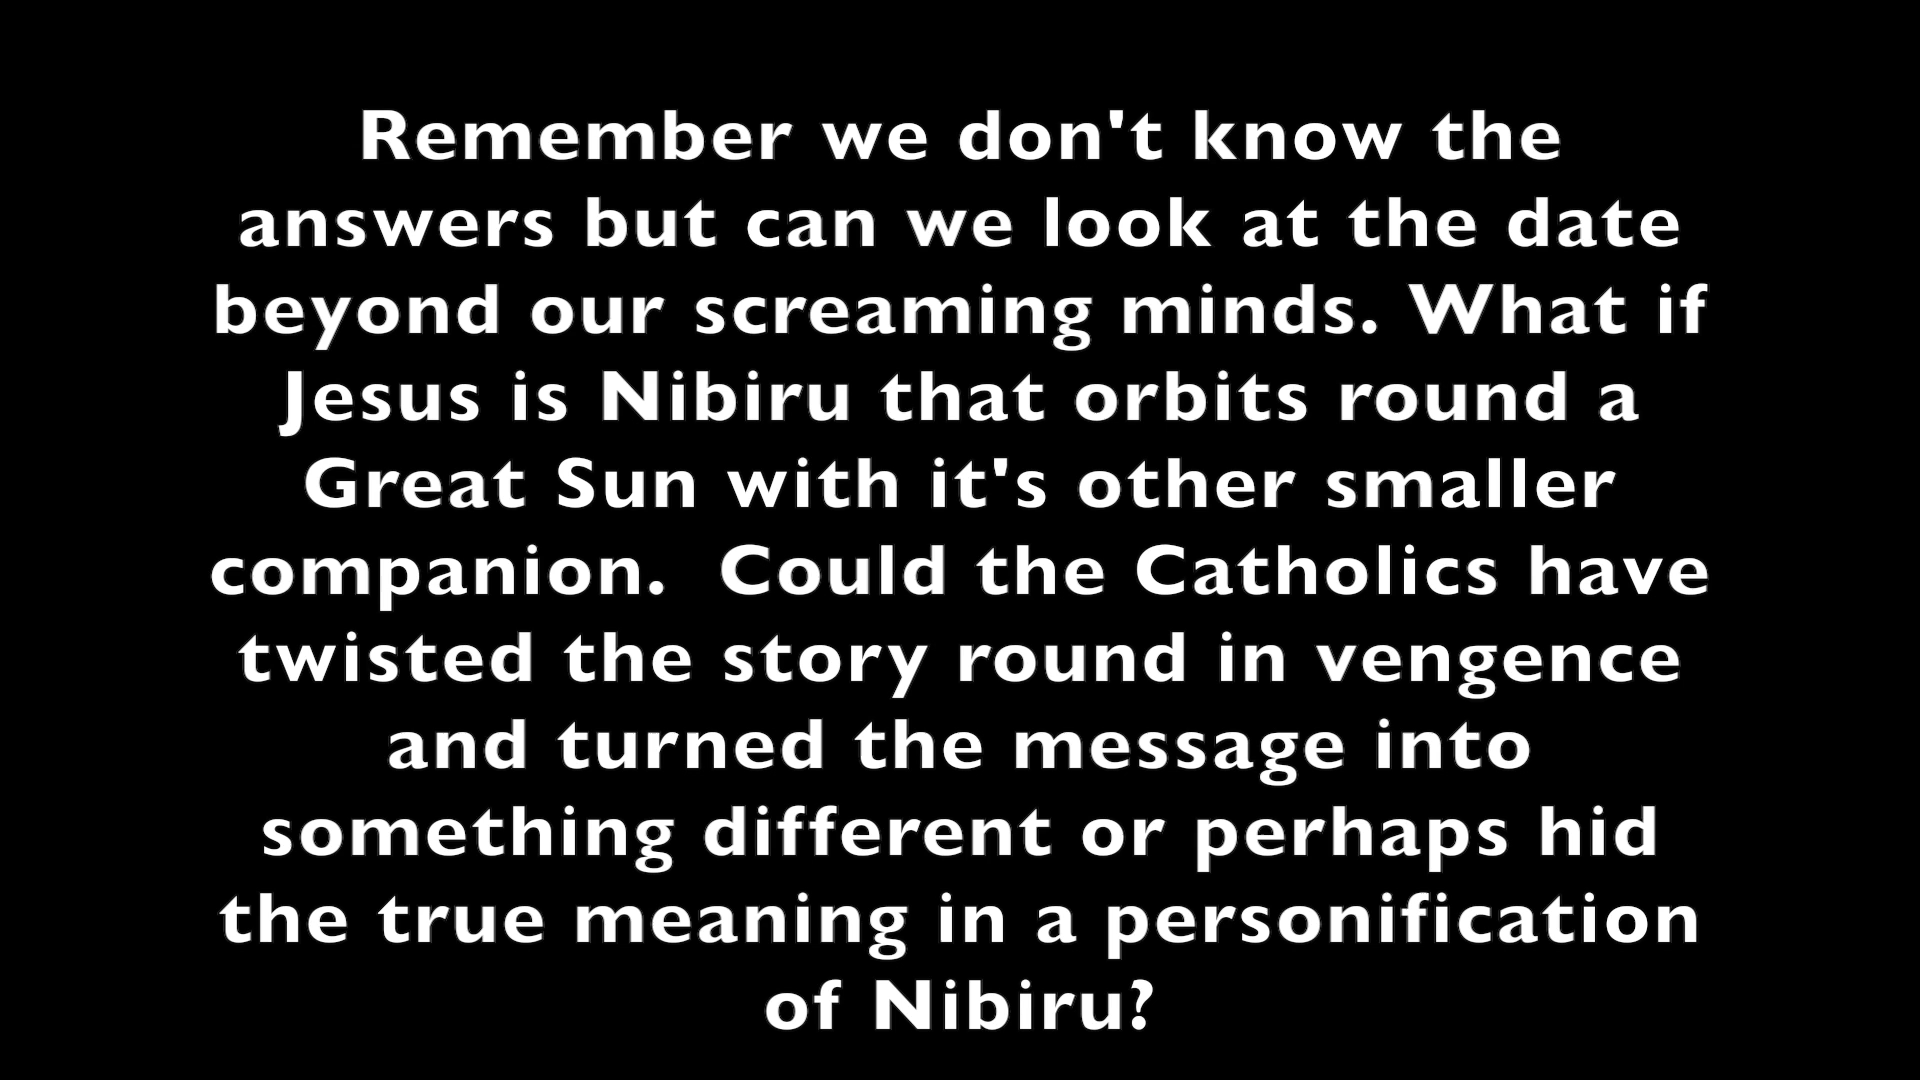 Remember we don't know the
answers but can we look at the date
beyond our screaming minds. What if
Jesus is Nibiru that orbits round a
Great Sun with it's other smaller
companion.  Could the Catholics have
twisted the story round in vengence
and turned the message into
something different or perhaps hid
the true meaning in a personification
of Nibiru?